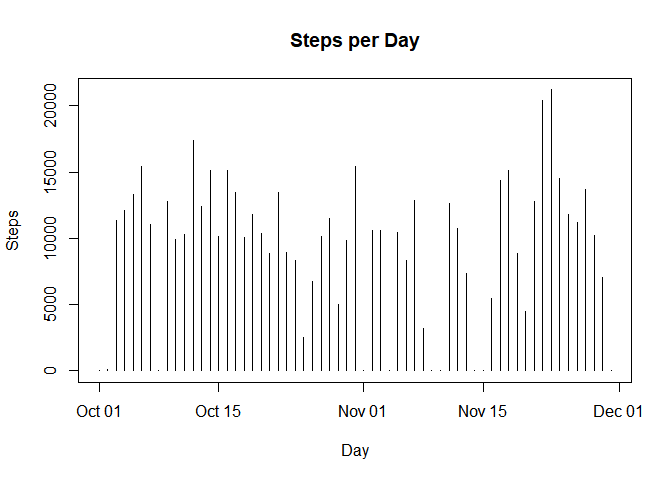 Steps per Day
Steps
20000
15000
10000
5000
0
Oct 01
Oct 15
Nov 01
Nov 15
Dec 01
Day